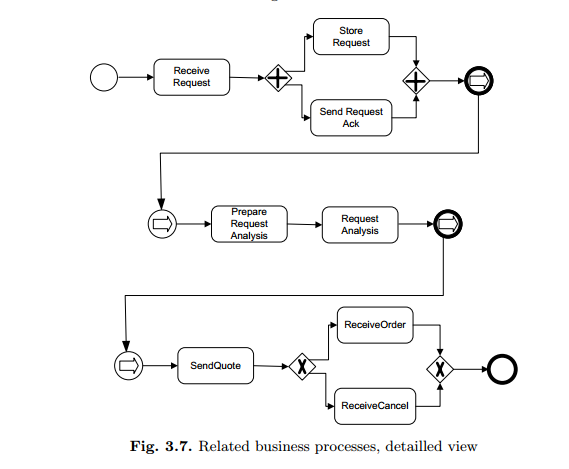 Store
Request
Receive
Request
Send Request
Ack
Prepare
Request
Analysis
Request
Analysis
ReceiveOrder
SendQuote
X
X
ReceiveCancel
Fig. 3.7. Related business processes, detailled view